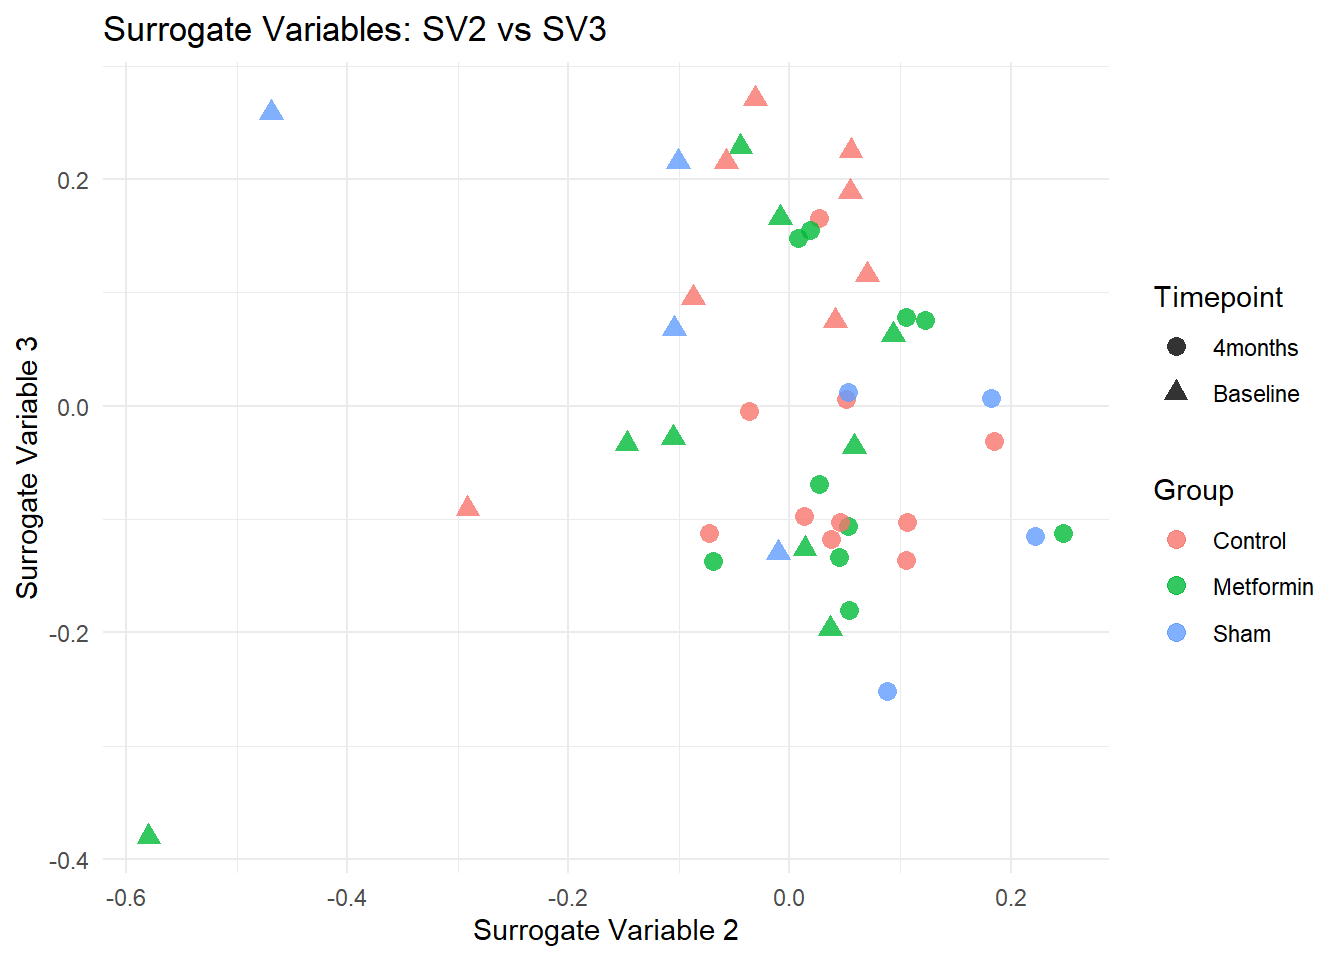 Surrogate Variables: SV2 vs SV3
Surrogate Variable 3
0.2
0.0
-0.2
-0.4
-0.6
-0.4
-0.2
0.0
0.2
Surrogate Variable 2
Timepoint
4months
Baseline
Group
Control
Metformin
Sham